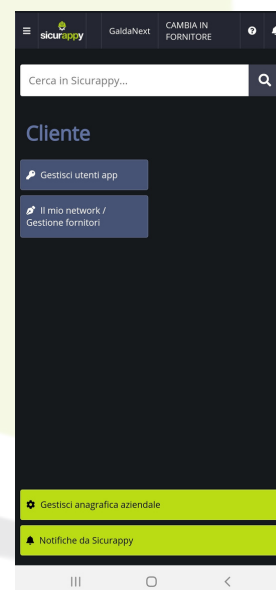 sicurappy
GaldaNext
CAMBIA IN
FORNITORE
Cerca in Sicurappy...
Cliente
Gestisci utenti app
Il mio network /
Gestione fornitori
Gestisci anagrafica aziendale
Notifiche da Sicurappy